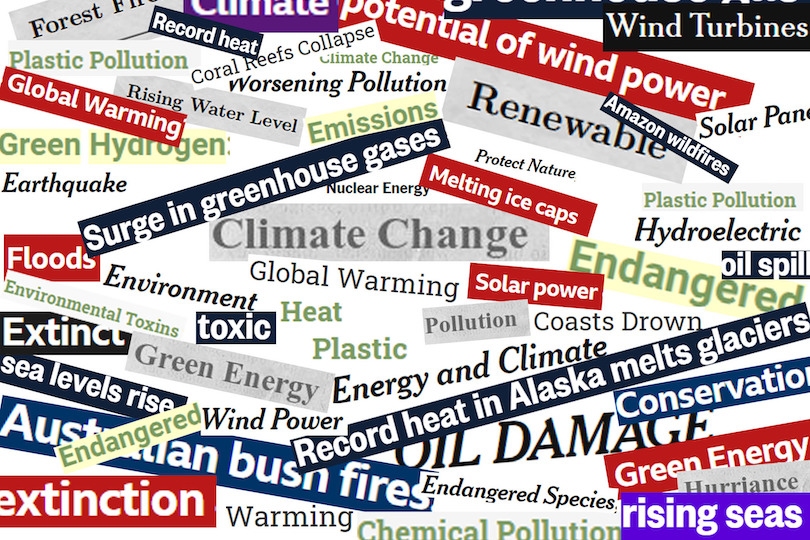 Forest Fire
Climate
potential of wind power
Wind Turbines
Record heat
Coral Reefs Collapse
Plastic Pollution
Climate Change
Worsening Pollution
Global Warming
Rising Water Level
Renewable
Amazon wildfires
Solar Pane
Emissions
Green Hydrogen:
Surge in greenhouse gases
Protect Nature
Earthquake
Nuclear Energy
Melting ice caps
Plastic Pollution
Climate Change
Hydroelectric
Floods
Global Warming
Endangered
oil spill
Environment
Solar power
Environmental Toxins
toxic
Heat
Pollution
Coasts Drown
Extinct
Plastic
Green Energy
Energy and Climate
Record heat in Alaska melts glaciers
sea levels rise
Conservation
Endangered
Wind Power
Australian bush fires
OIL DAMAGE
Green Energy
Hurriance
Endangered Species,
extinction
Warming
rising seas
Chemical Pollution